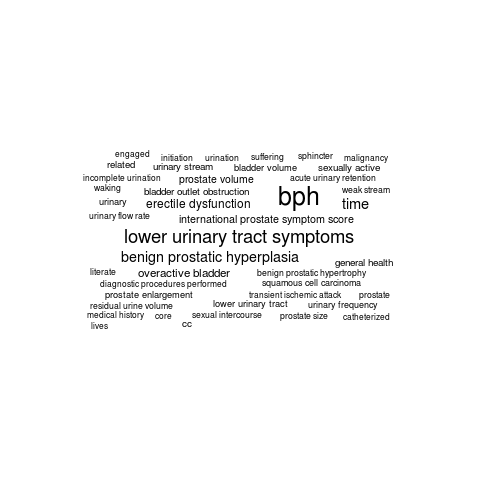 engaged initiation urination suffering sphincter malignancy
related urinary stream bladder volume sexually active
incomplete urination prostate volume acute urinary retention
waking bladder outlet obstruction bph weak stream
urinary erectile dysfunction time
urinary flow rate international prostate symptom score
lower urinary tract symptoms
benign prostatic hyperplasia general health
literate overactive bladder benign prostatic hypertrophy
diagnostic procedures performed squamous cell carcinoma
prostate enlargement transient ischemic attack prostate
residual urine volume lower urinary tract urinary frequency
medical history core sexual intercourse prostate size catheterized
lives cc